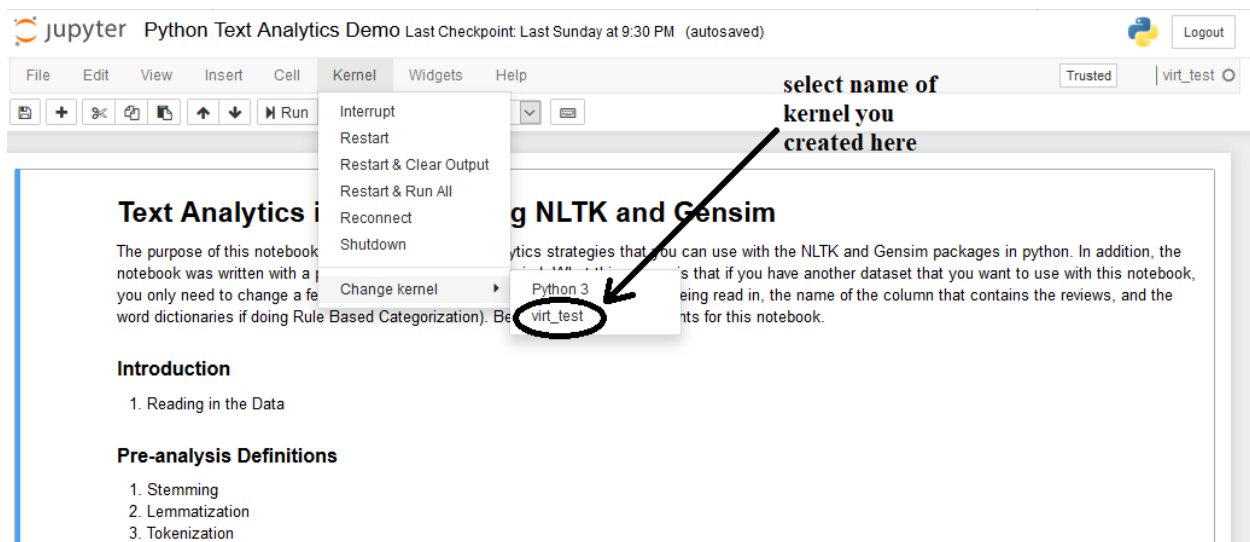 jupyter Python Text Analytics Demo Last Checkpoint: Last Sunday at 9:30 PM (autosaved) Logout
File Edit View Insert Cell Kernel Widgets Help Trusted virt_test
select name of
kernel you
created here
Run
Interrupt
Restart
Restart & Clear Output
Restart & Run All
Reconnect
Shutdown
Change kernel
Python 3
virt_test
Text Analytics i g NLTK and Gensim
The purpose of this notebook ytics strategies that you can use with the NLTK and Gensim packages in python. In addition, the
notebook was written with a is that if you have another dataset that you want to use with this notebook,
you only need to change a fe eing read in, the name of the column that contains the reviews, and the
word dictionaries if doing Rule Based Categorization). Be nts for this notebook.
Introduction
1. Reading in the Data
Pre-analysis Definitions
1. Stemming
2. Lemmatization
3. Tokenization